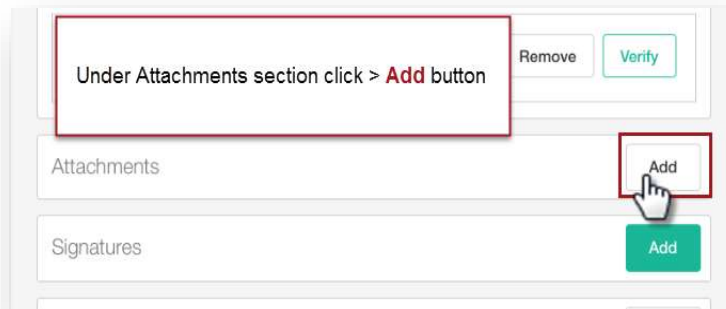 Under Attachments section click > Add button
Remove
Verify
Attachments
Add
Signatures
Add